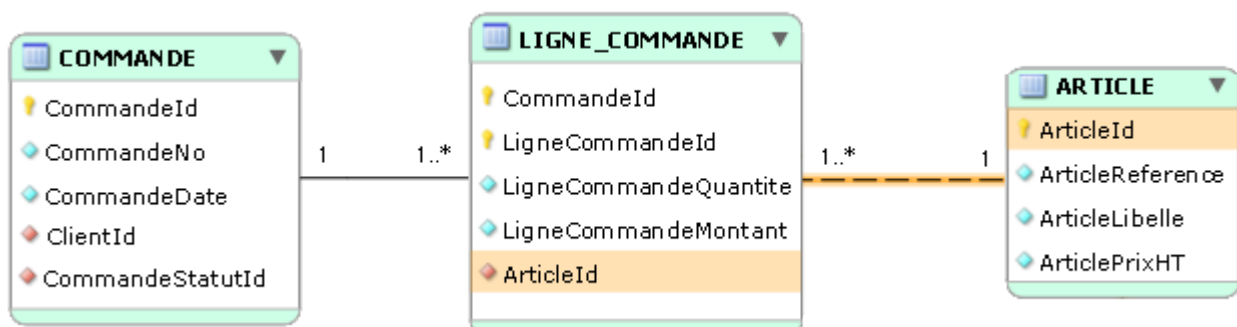 COMMANDE
CommandeId
CommandeNo
CommandeDate
ClientId
CommandeStatutId
1
1..*
LIGNE_COMMANDE
CommandeId
LigneCommandeId
LigneCommandeQuantite
LigneCommandeMontant
ArticleId
1..*
1
ARTICLE
ArticleId
ArticleReference
ArticleLibelle
ArticlePrixHT